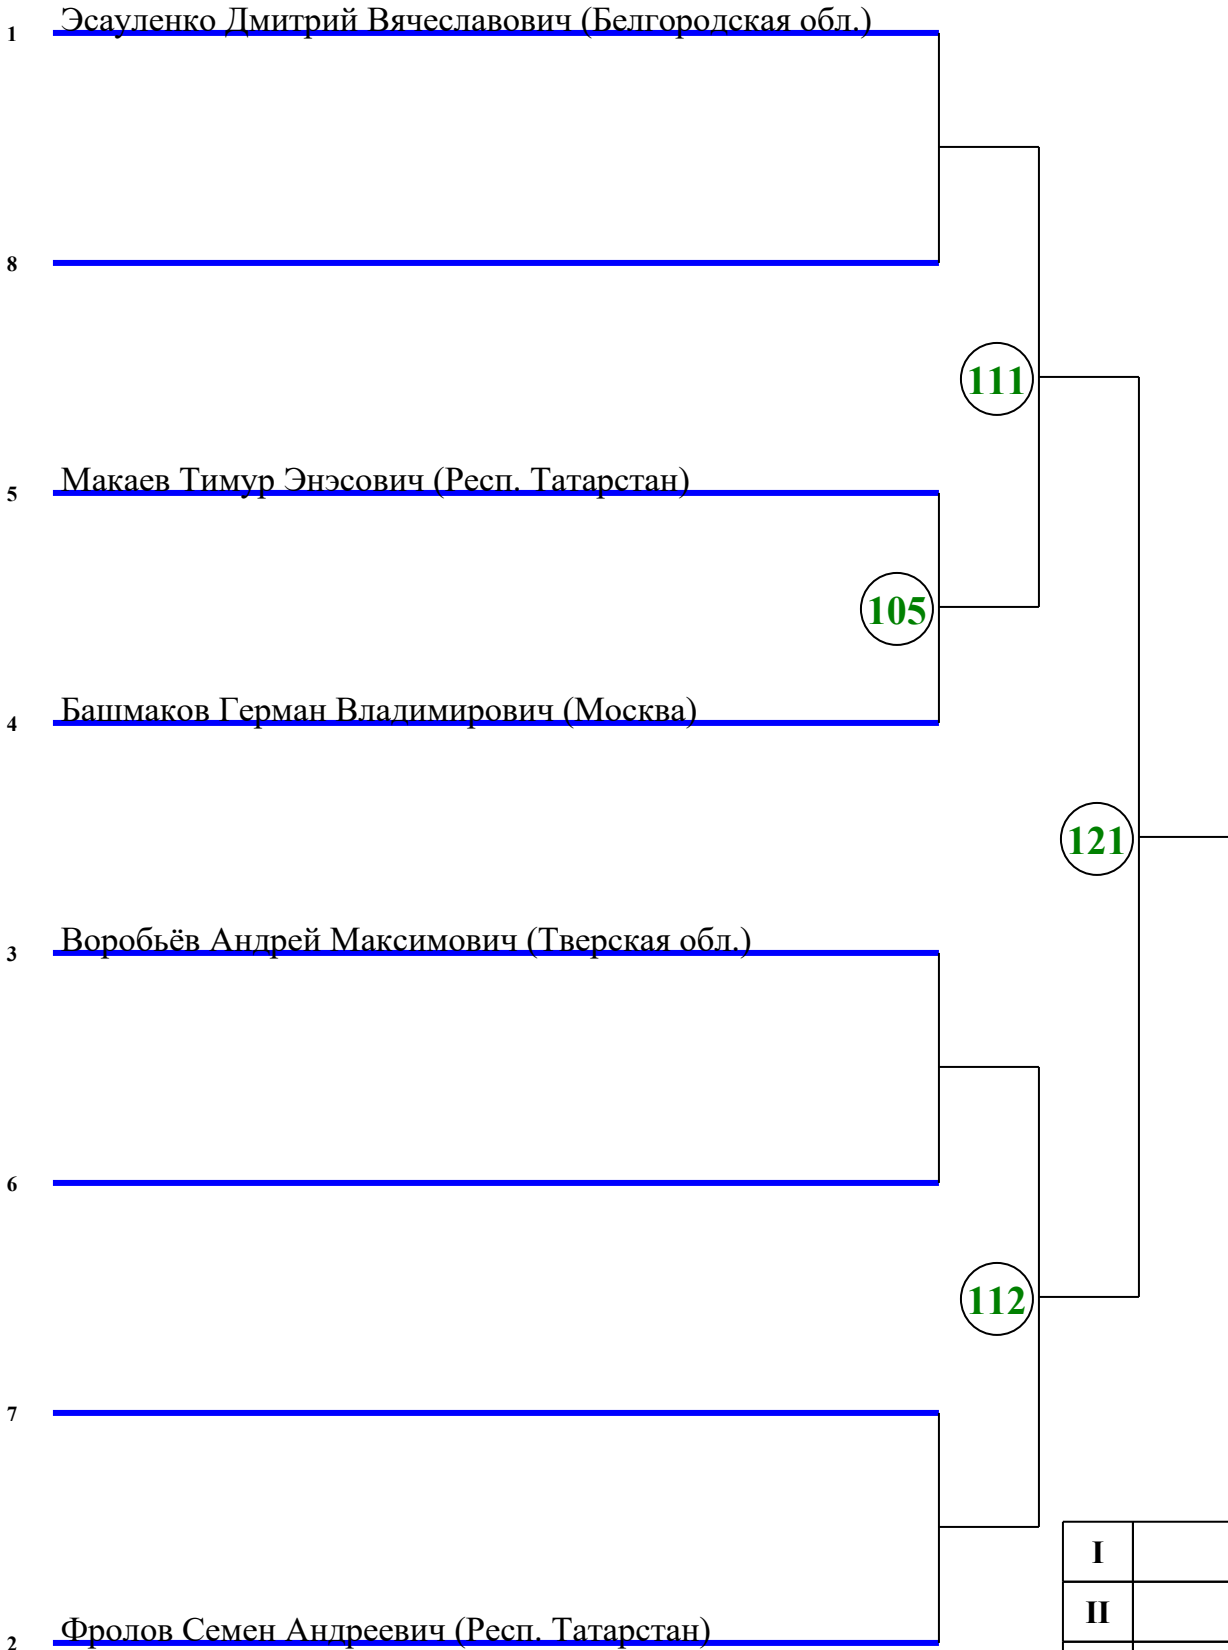 1 Эсауленко Дмитрий Вячеславович (Белгородская обл.)
8
111
5 Макаев Тимур Энэсович (Респ. Татарстан)
105
4 Башмаков Герман Владимирович (Москва)
121
3 Воробьёв Андрей Максимович (Тверская обл.)
6
112
7
I
II
2 Фролов Семен Андреевич (Респ. Татарстан)